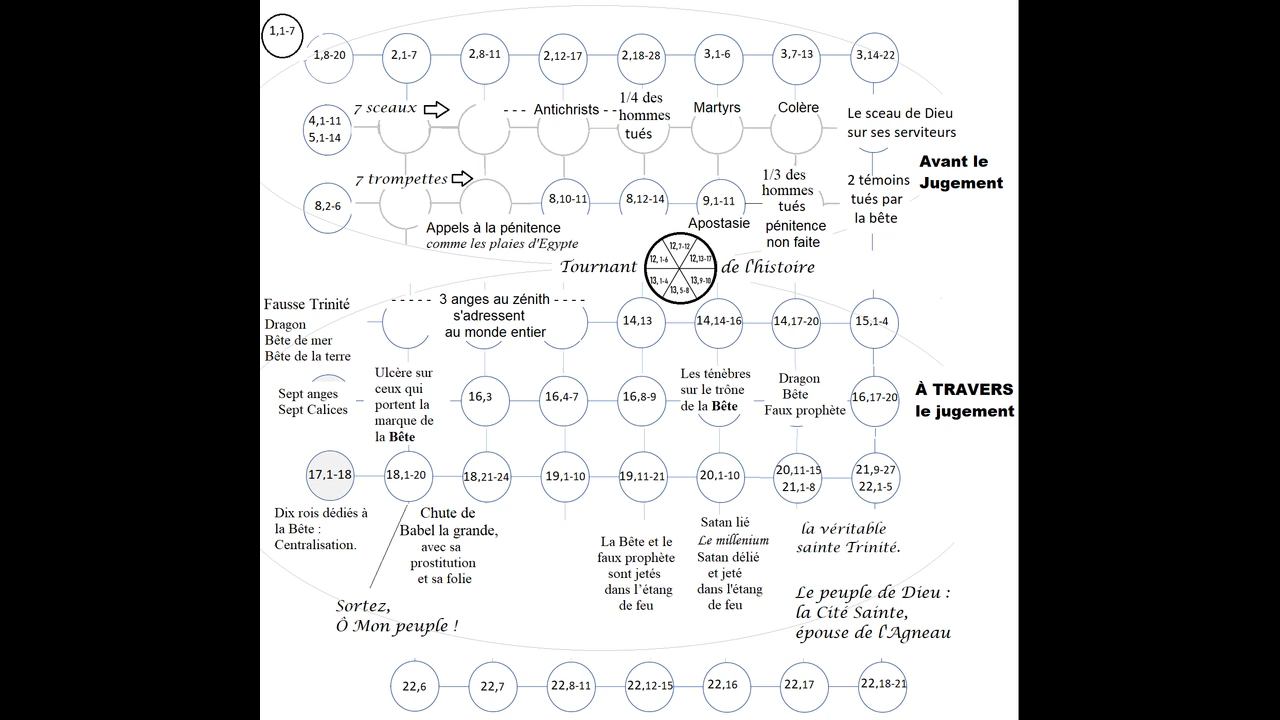 1,1-7
1,8-20
2,1-7
2,8-11
2,12-17
2,18-28
3,1-6
3,7-13
3,14-22
4,1-11
5,1-14
7 sceaux
- - - Antichrists - - -
1/4 des
hommes
tués
Martyrs
Colère
Le sceau de Dieu
sur ses serviteurs
Avant le
Jugement
8,2-6
7 trompettes
8,10-11
8,12-14
9,1-11
1/3 des
hommes
tués
pénitence
non faite
2 témoins
tués par
la bête
Appels à la pénitence
comme les plaies d'Egypte
Apostasie
Tournant
12,7-12
12,1-6
12,13-17
13,1-4
13,9-10
13,5-8
de l'histoire
Fausse Trinité
Dragon
Bête de mer
Bête de la terre
- - - - - 3 anges au zénith - - - -
s'adressent
au monde entier
14,13
14,14-16
14,17-20
15,1-4
Sept anges
Sept Calices
Ulcère sur
ceux qui
portent la
marque de
la Bête
16,3
16,4-7
16,8-9
Les ténèbres
sur le trône
de la Bête
Dragon
Bête
Faux prophète
16,17-20
À TRAVERS
le jugement
17,1-18
18,1-20
18,21-24
19,1-10
19,11-21
20,1-10
20,11-15
21,1-8
21,9-27
22,1-5
Dix rois dédiés à
la Bête :
Centralisation.
Chute de
Babel la grande,
avec sa
prostitution
et sa folie
La Bête et le
faux prophète
sont jetés
dans l'étang
de feu
Satan lié
Le millenium
Satan délié
et jeté
dans l'étang
de feu
la véritable
sainte Trinité.
Sortez,
Ô Mon peuple !
Le peuple de Dieu :
la Cité Sainte,
épouse de l'Agneau
22,6
22,7
22,8-11
22,12-15
22,16
22,17
22,18-21